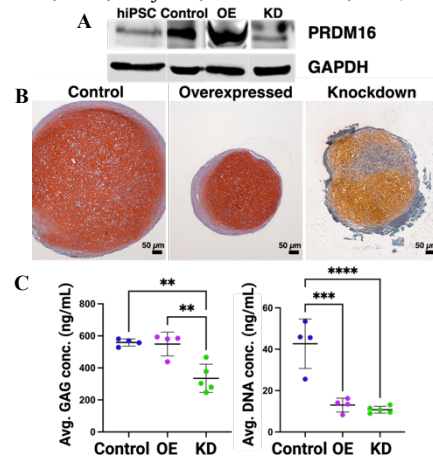 A
hiPSC Control OE KD
PRDM16
GAPDH
B
Control Overexpressed Knockdown
50 µm 50 µm 50 µm
C
Avg. GAG conc. (ng/mL)
800
600
400
200
0
**
**
Control OE KD
Avg. DNA conc. (ng/mL)
60
40
20
0
****
***
Control OE KD